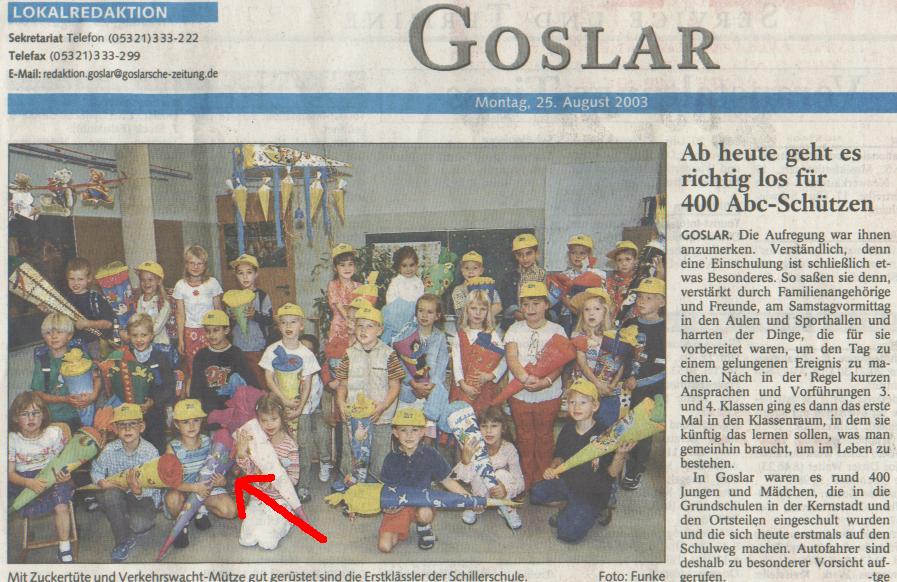 LOKALREDAKTION
Sekretariat Telefon (05321)333-222
Telefax (05321)333-299
E-Mail: redaktion.goslar@goslarsche-zeitung.de
GOSLAR
Montag, 25. August 2003
Ab heute geht es
richtig los für
400 Abc-Schützen
GOSLAR. Die Aufregung war ihnen
anzumerken. Verständlich, denn
eine Einschulung ist schließlich et-
was Besonderes. So saßen sie denn,
verstärkt durch Familienangehörige
und Freunde, am Samstagvormittag
in den Aulen und Sporthallen und
harrten der Dinge, die für sie
vorbereitet waren, um den Tag zu
einem gelungenen Ereignis zu ma-
chen. Nach in der Regel kurzen
Ansprachen und Vorführungen 3.
und 4. Klassen ging es dann das erste
Mal in den Klassenraum, in dem sie
künftig das lernen sollen, was man
gemeinhin braucht, um im Leben zu
bestehen.
In Goslar waren es rund 400
Jungen und Mädchen, die in die
Grundschulen in der Kernstadt und
den Ortsteilen eingeschult wurden
und die sich heute erstmals auf den
Schulweg machen. Autofahrer sind
deshalb zu besonderer Vorsicht auf-
gerufen. -tge
Mit Zuckertüte und Verkehrswacht-Mütze gut gerüstet sind die Erstklässler der Schillerschule. Foto: Funke